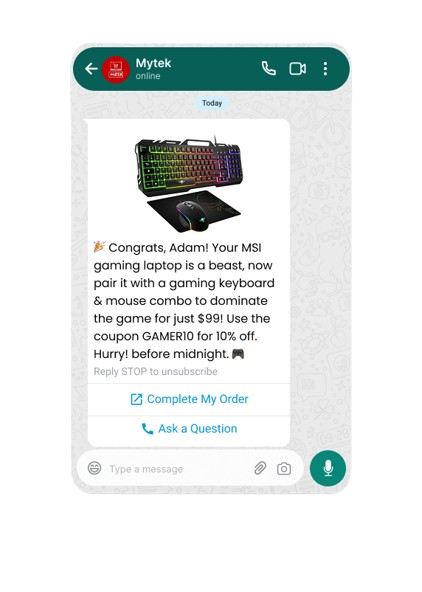 Mytek
online
Today
🎉 Congrats, Adam! Your MSI
gaming laptop is a beast, now
pair it with a gaming keyboard
& mouse combo to dominate
the game for just $99! Use the
coupon GAMER10 for 10% off.
Hurry! before midnight. 🎮
Reply STOP to unsubscribe
Complete My Order
Ask a Question
Type a message